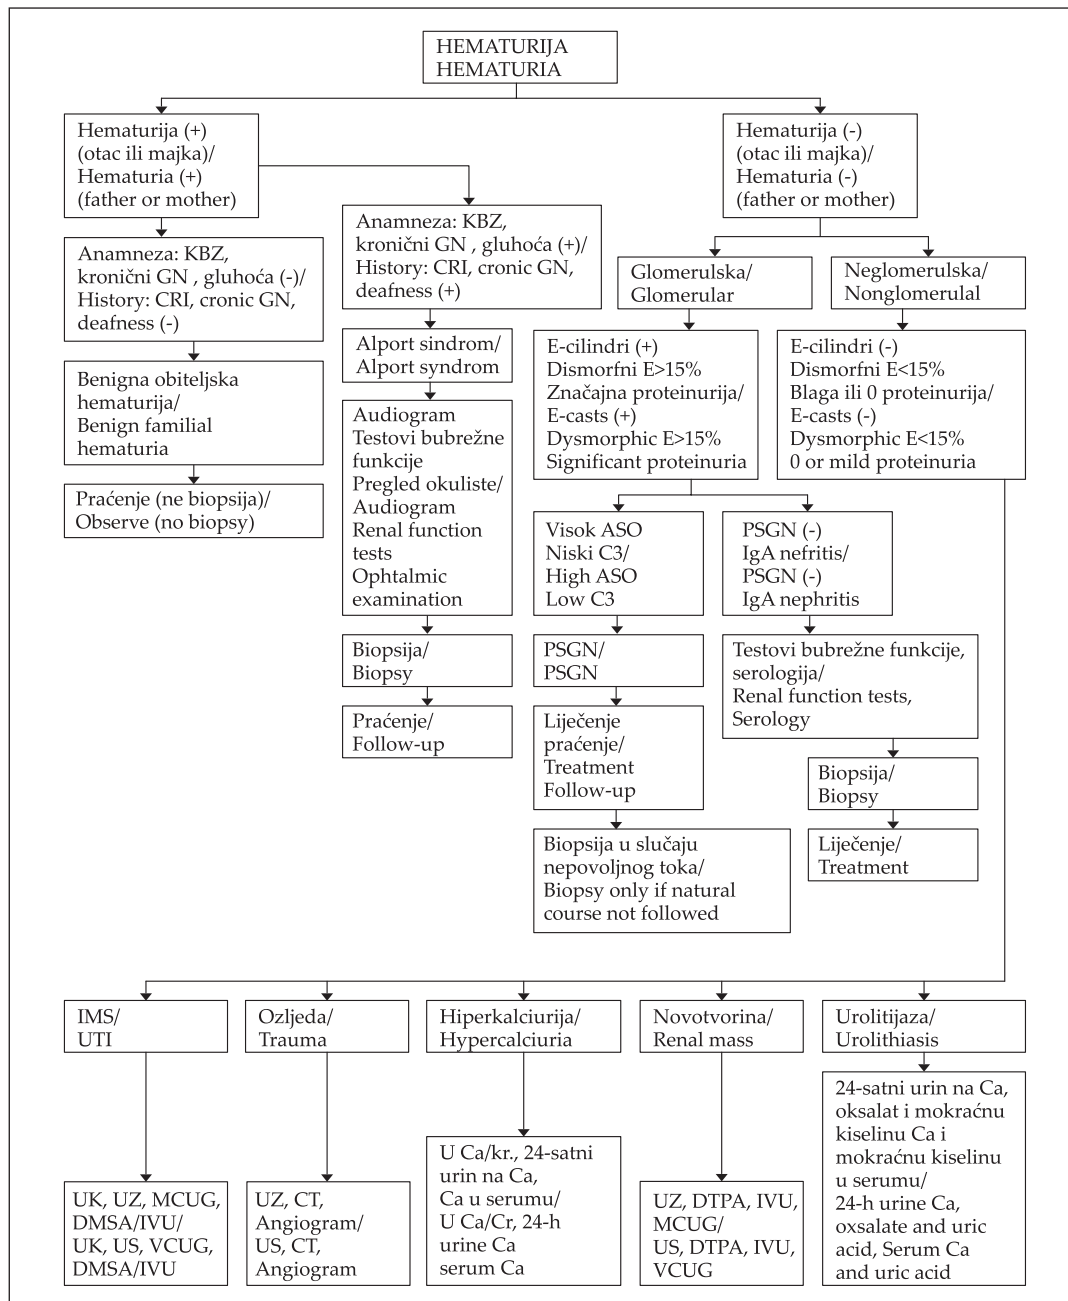 HEMATURIJA
HEMATURIA
Hematurija (+)
(otac ili majka)/
Hematuria (+)
(father or mother)
Hematurija (-)
(otac ili majka)/
Hematuria (-)
(father or mother)
Anamneza: KBZ,
kronični GN , gluhoća (-)/
History: CRI, cronic GN,
deafness (-)
Anamneza: KBZ,
kronični GN , gluhoća (+)/
History: CRI, cronic GN,
deafness (+)
Glomerulska/
Glomerular
Neglomerulska/
Nonglomerulal
Benigna obiteljska
hematurija/
Benign familial
hematuria
Praćenje (ne biopsija)/
Observe (no biopsy)
Alport sindrom/
Alport syndrom
Audiogram
Testovi bubrežne
funkcije
Pregled okuliste/
Audiogram
Renal function
tests
Ophtalmic
examination
Biopsija/
Biopsy
Praćenje/
Follow-up
E-cilindri (+)
Dismorfni E>15%
Značajna proteinurija/
E-casts (+)
Dysmorphic E>15%
Significant proteinuria
E-cilindri (-)
Dismorfni E<15%
Blaga ili 0 proteinurija/
E-casts (-)
Dysmorphic E<15%
0 or mild proteinuria
Visok ASO
Niski C3/
High ASO
Low C3
PSGN/
PSGN
Liječenje
praćenje/
Treatment
Follow-up
Biopsija u slučaju
nepovoljnog toka/
Biopsy only if natural
course not followed
PSGN (-)
IgA nefritis/
PSGN (-)
IgA nephritis
Testovi bubrežne funkcije,
serologija/
Renal function tests,
Serology
Biopsija/
Biopsy
Liječenje/
Treatment
IMS/
UTI
Ozljeda/
Trauma
Hiperkalciurija/
Hypercalciuria
Novotvorina/
Renal mass
Urolitijaza/
Urolithiasis
UK, UZ, MCUG,
DMSA/IVU/
UK, US, VCUG,
DMSA/IVU
UZ, CT,
Angiogram/
US, CT,
Angiogram
U Ca/kr., 24-satni
urin na Ca,
Ca u serumu/
U Ca/Cr, 24-h
urine Ca
serum Ca
UZ, DTPA, IVU,
MCUG/
US, DTPA, IVU,
VCUG
24-satni urin na Ca,
oksalat i mokraćnu
kiselinu Ca i
mokraćnu kiselinu
u serumu/
24-h urine Ca,
oxsalate and uric
acid, Serum Ca
and uric acid